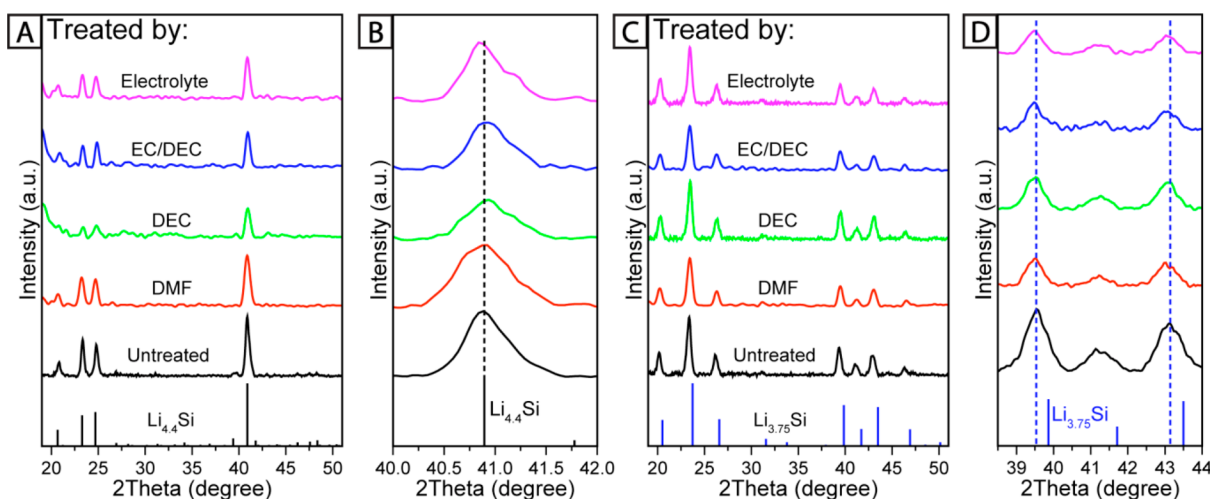 A Treated by:
Electrolyte
EC/DEC
DEC
DMF
Untreated
Li4.4Si
Intensity (a.u.)
20 25 30 35 40 45 50
2Theta (degree)
B
Li4.4Si
Intensity (a.u.)
40.0 40.5 41.0 41.5 42.0
2Theta (degree)
C Treated by:
Electrolyte
EC/DEC
DEC
DMF
Untreated
Li3.75Si
Intensity (a.u.)
20 25 30 35 40 45 50
2Theta (degree)
D
Li3.75Si
Intensity (a.u.)
39 40 41 42 43 44
2Theta (degree)